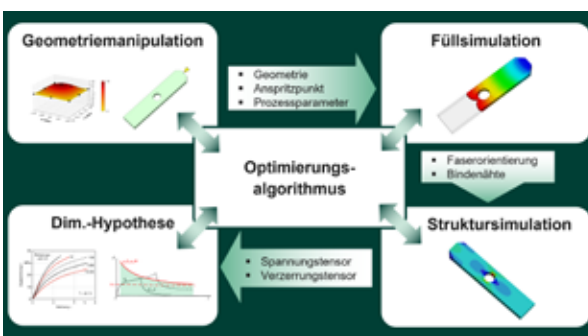 Geometriemanipulation
Füllsimulation
Geometrie
Anspritzpunkt
Prozessparameter
Optimierungs-
algorithmus
Faserorientierung
Bindenähte
Dim.-Hypothese
Struktursimulation
Spannungstensor
Verzerrungstensor